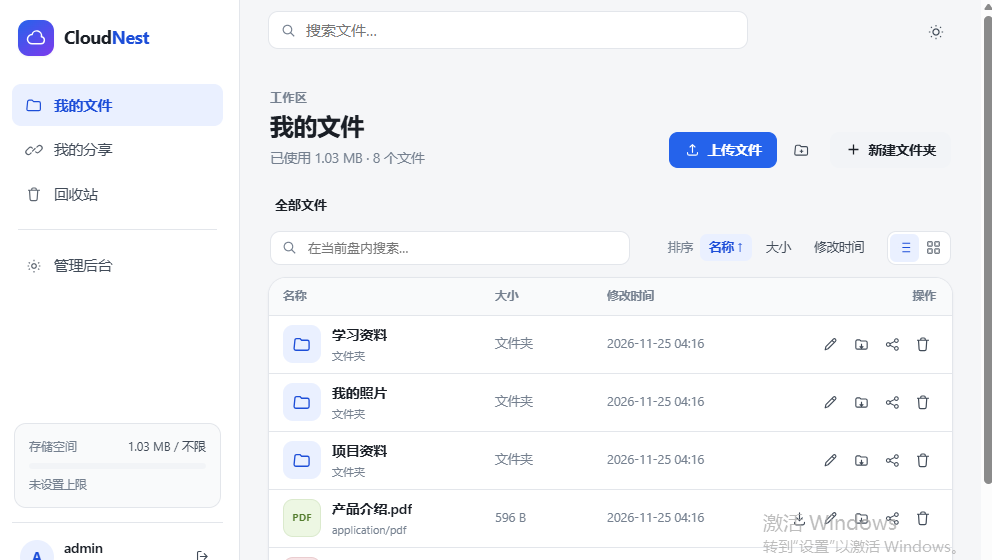 CloudNest
搜索文件...
我的文件
我的分享
回收站
管理后台
工作区
我的文件
已使用 1.03 MB · 8 个文件
上传文件
新建文件夹
全部文件
在当前盘内搜索...
排序 名称 ↑ 大小 修改时间
名称 大小 修改时间 操作
学习资料
文件夹
文件夹 2026-11-25 04:16
我的照片
文件夹
文件夹 2026-11-25 04:16
项目资料
文件夹
文件夹 2026-11-25 04:16
PDF
产品介绍.pdf
application/pdf
596 B 2026-11-25 04:16
存储空间 1.03 MB / 不限
未设置上限
A
admin
激活 Windows
转到"设置"以激活 Windows。